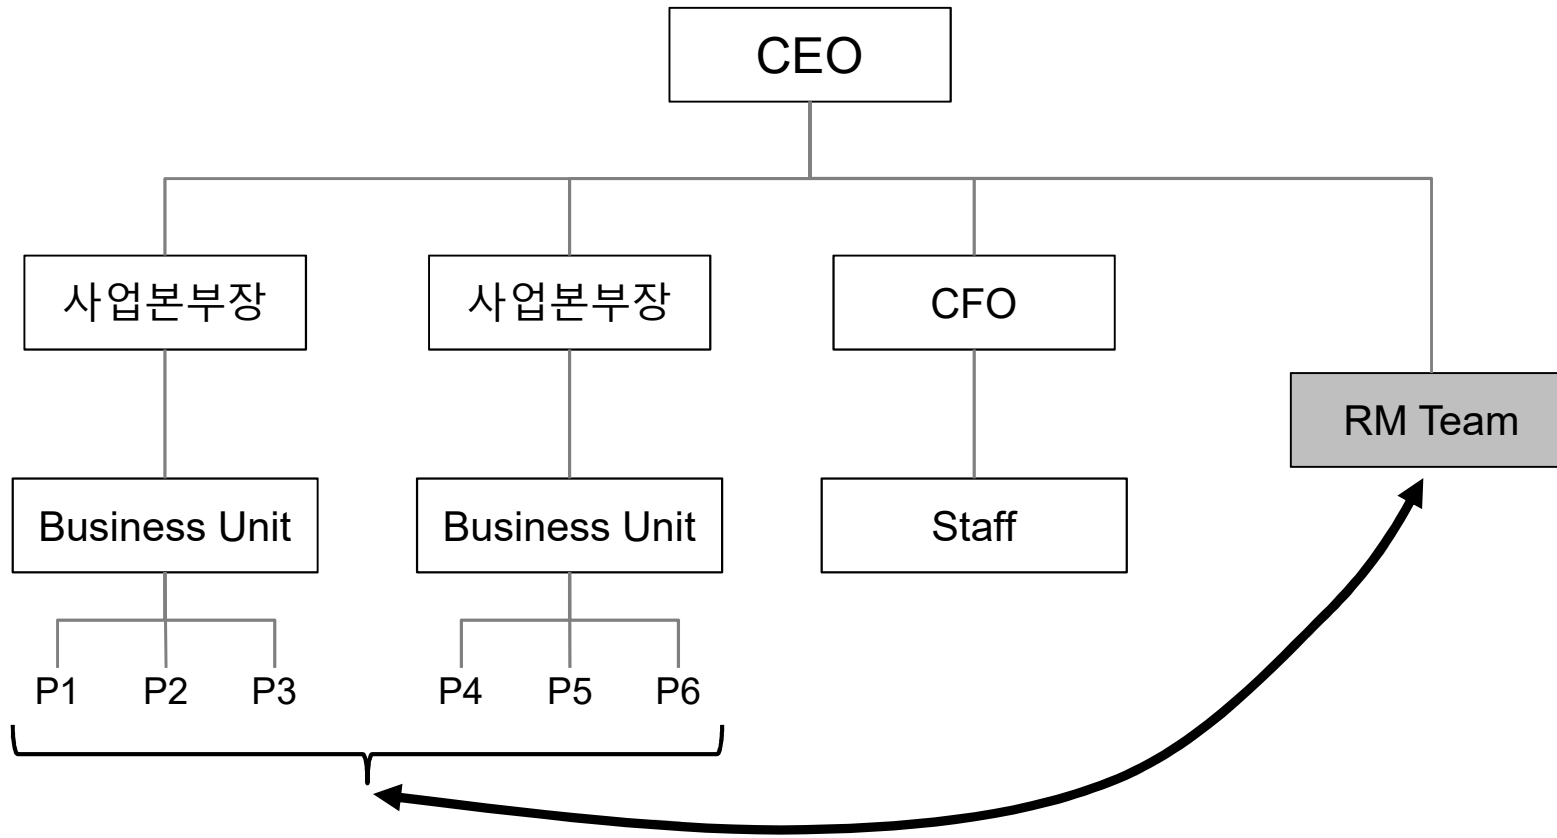 CEO
사업본부장
사업본부장
CFO
RM Team
Business Unit
Business Unit
Staff
P1
P2
P3
P4
P5
P6